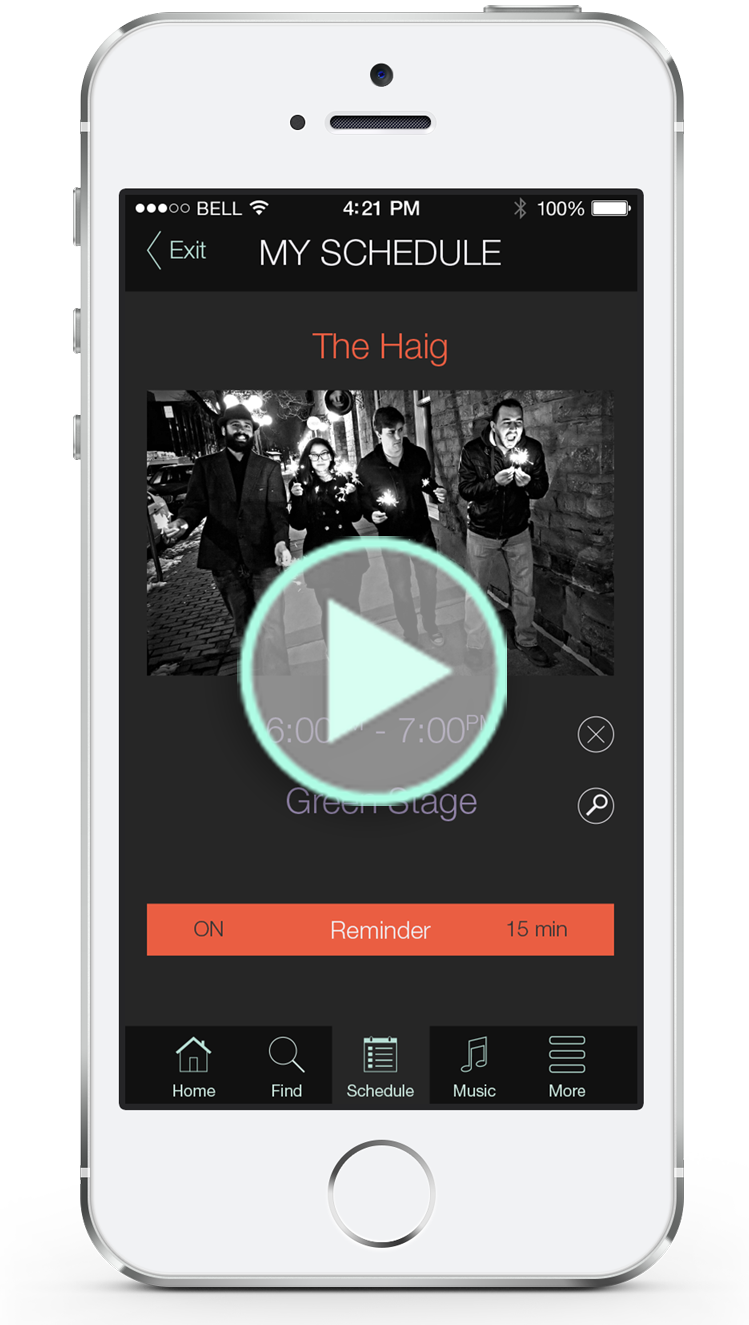 BELL 4:21 PM 100%
Exit MY SCHEDULE
The Haig
6:00 - 7:00PM
Green Stage
ON Reminder 15 min
Home Find Schedule Music More